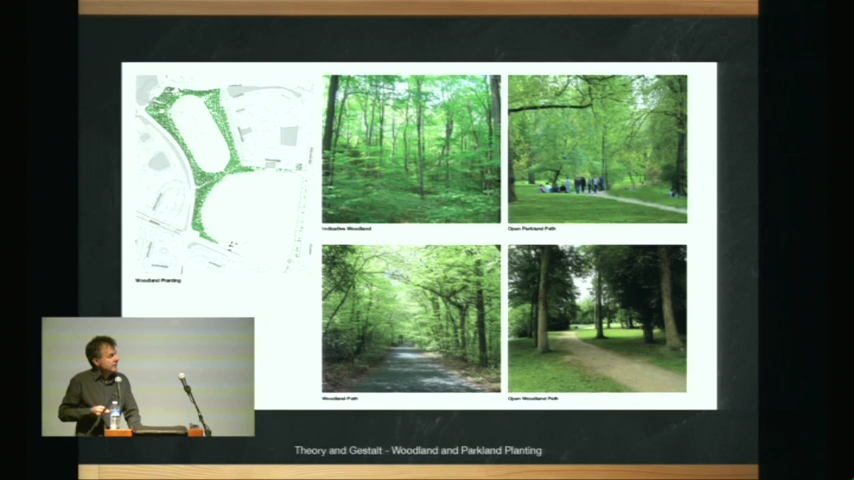 Indicative Woodland
Open Parkland Path
Woodland Planting
Woodland Path
Open Woodland Path
Theory and Gestalt - Woodland and Parkland Planting